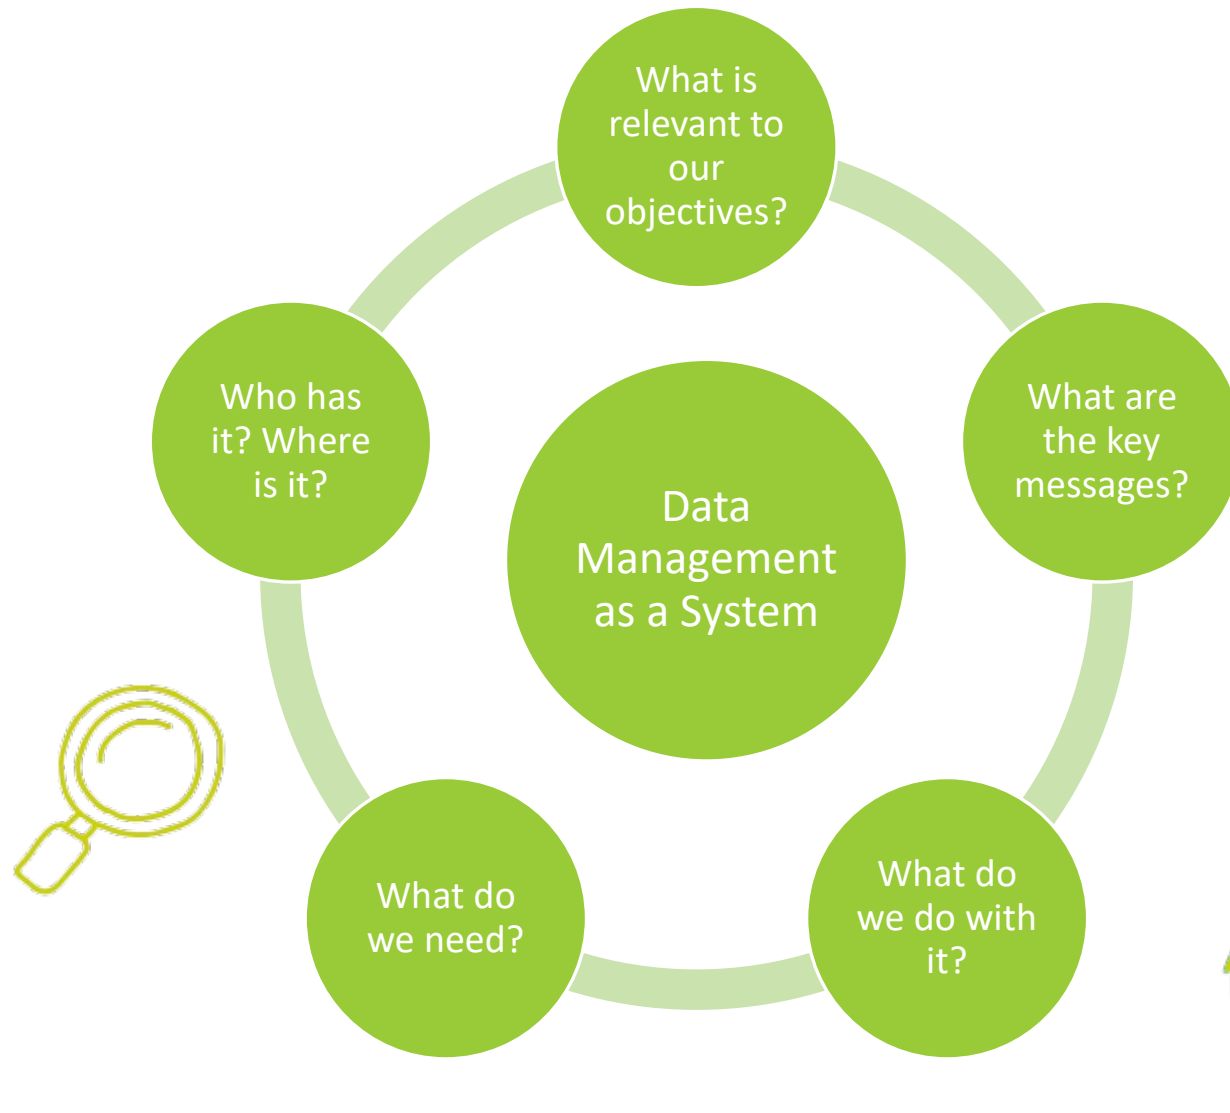 What is
relevant to
our
objectives?
Who has
it? Where
is it?
What are
the key
messages?
Data
Management
as a System
What do
we need?
What do
we do with
it?